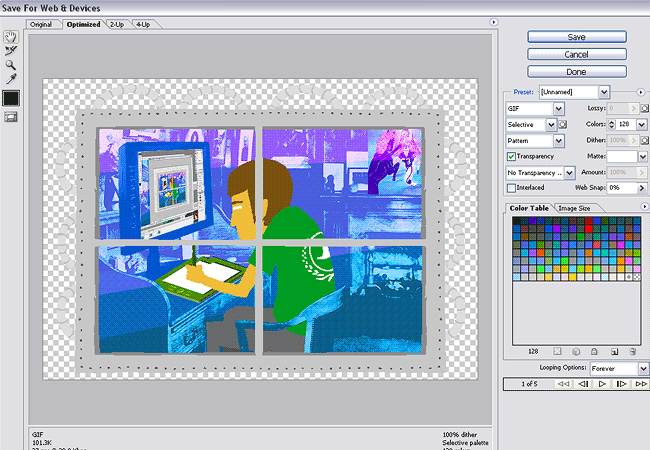 Save For Web & Devices
Original Optimized 2-Up 4-Up
Save
Cancel
Done
Preset: [Unnamed]
GIF Lossy: 0
Selective Colors: 128
Pattern Dither: 100%
Transparency Matte:
No Transparency ... Amount: 100%
Interlaced Web Snap: 0%
Color Table Image Size
128
Looping Options: Forever
1 of 5
GIF 100% dither
101.3K Selective palette